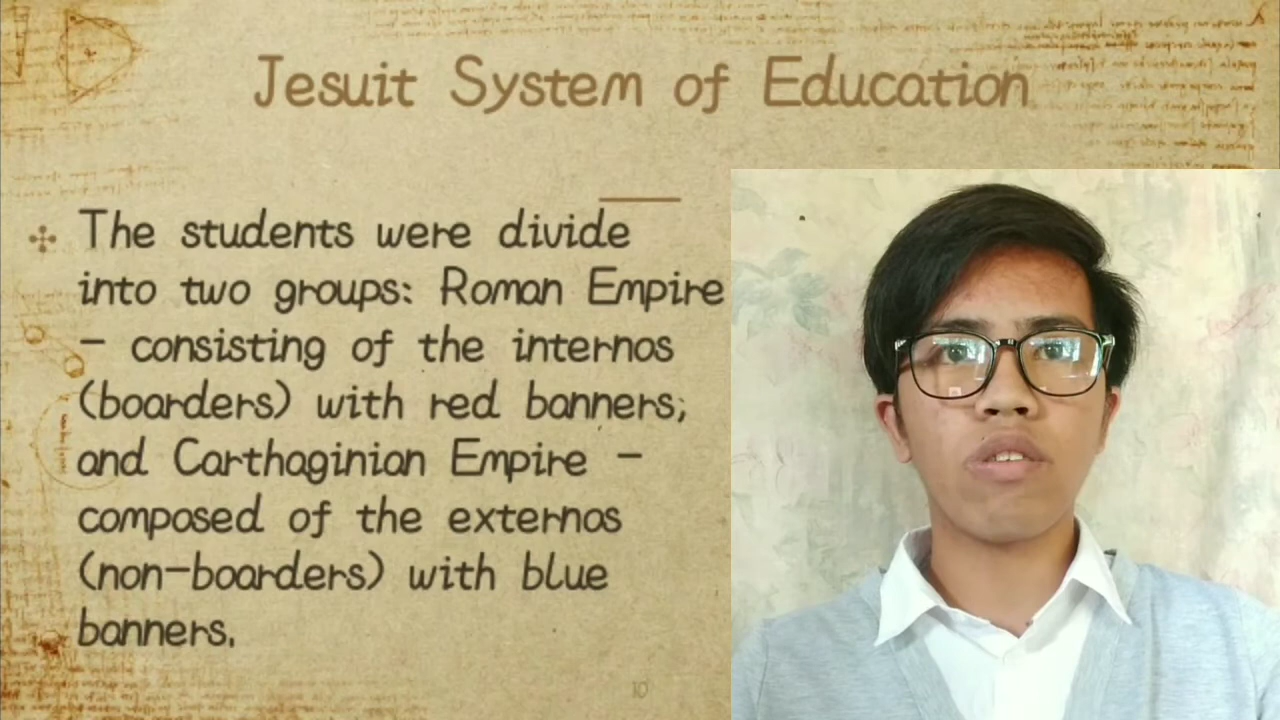 Jesuit System of Education
The students were divide
into two groups: Roman Empire
– consisting of the internos
(boarders) with red banners;
and Carthaginian Empire –
composed of the externos
(non-boarders) with blue
banners.
10